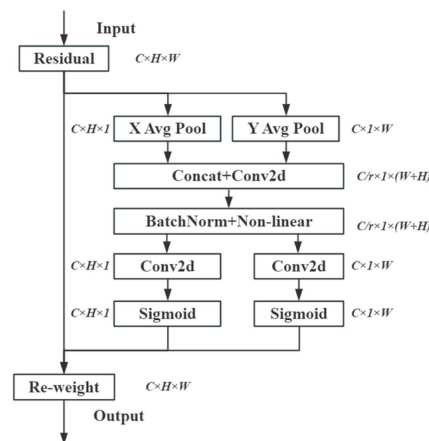 Input
Residual C×H×W
C×H×1 X Avg Pool Y Avg Pool C×1×W
Concat+Conv2d C/r×1×(W+H)
BatchNorm+Non-linear C/r×1×(W+H)
C×H×1 Conv2d Conv2d C×1×W
C×H×1 Sigmoid Sigmoid C×1×W
Re-weight C×H×W
Output